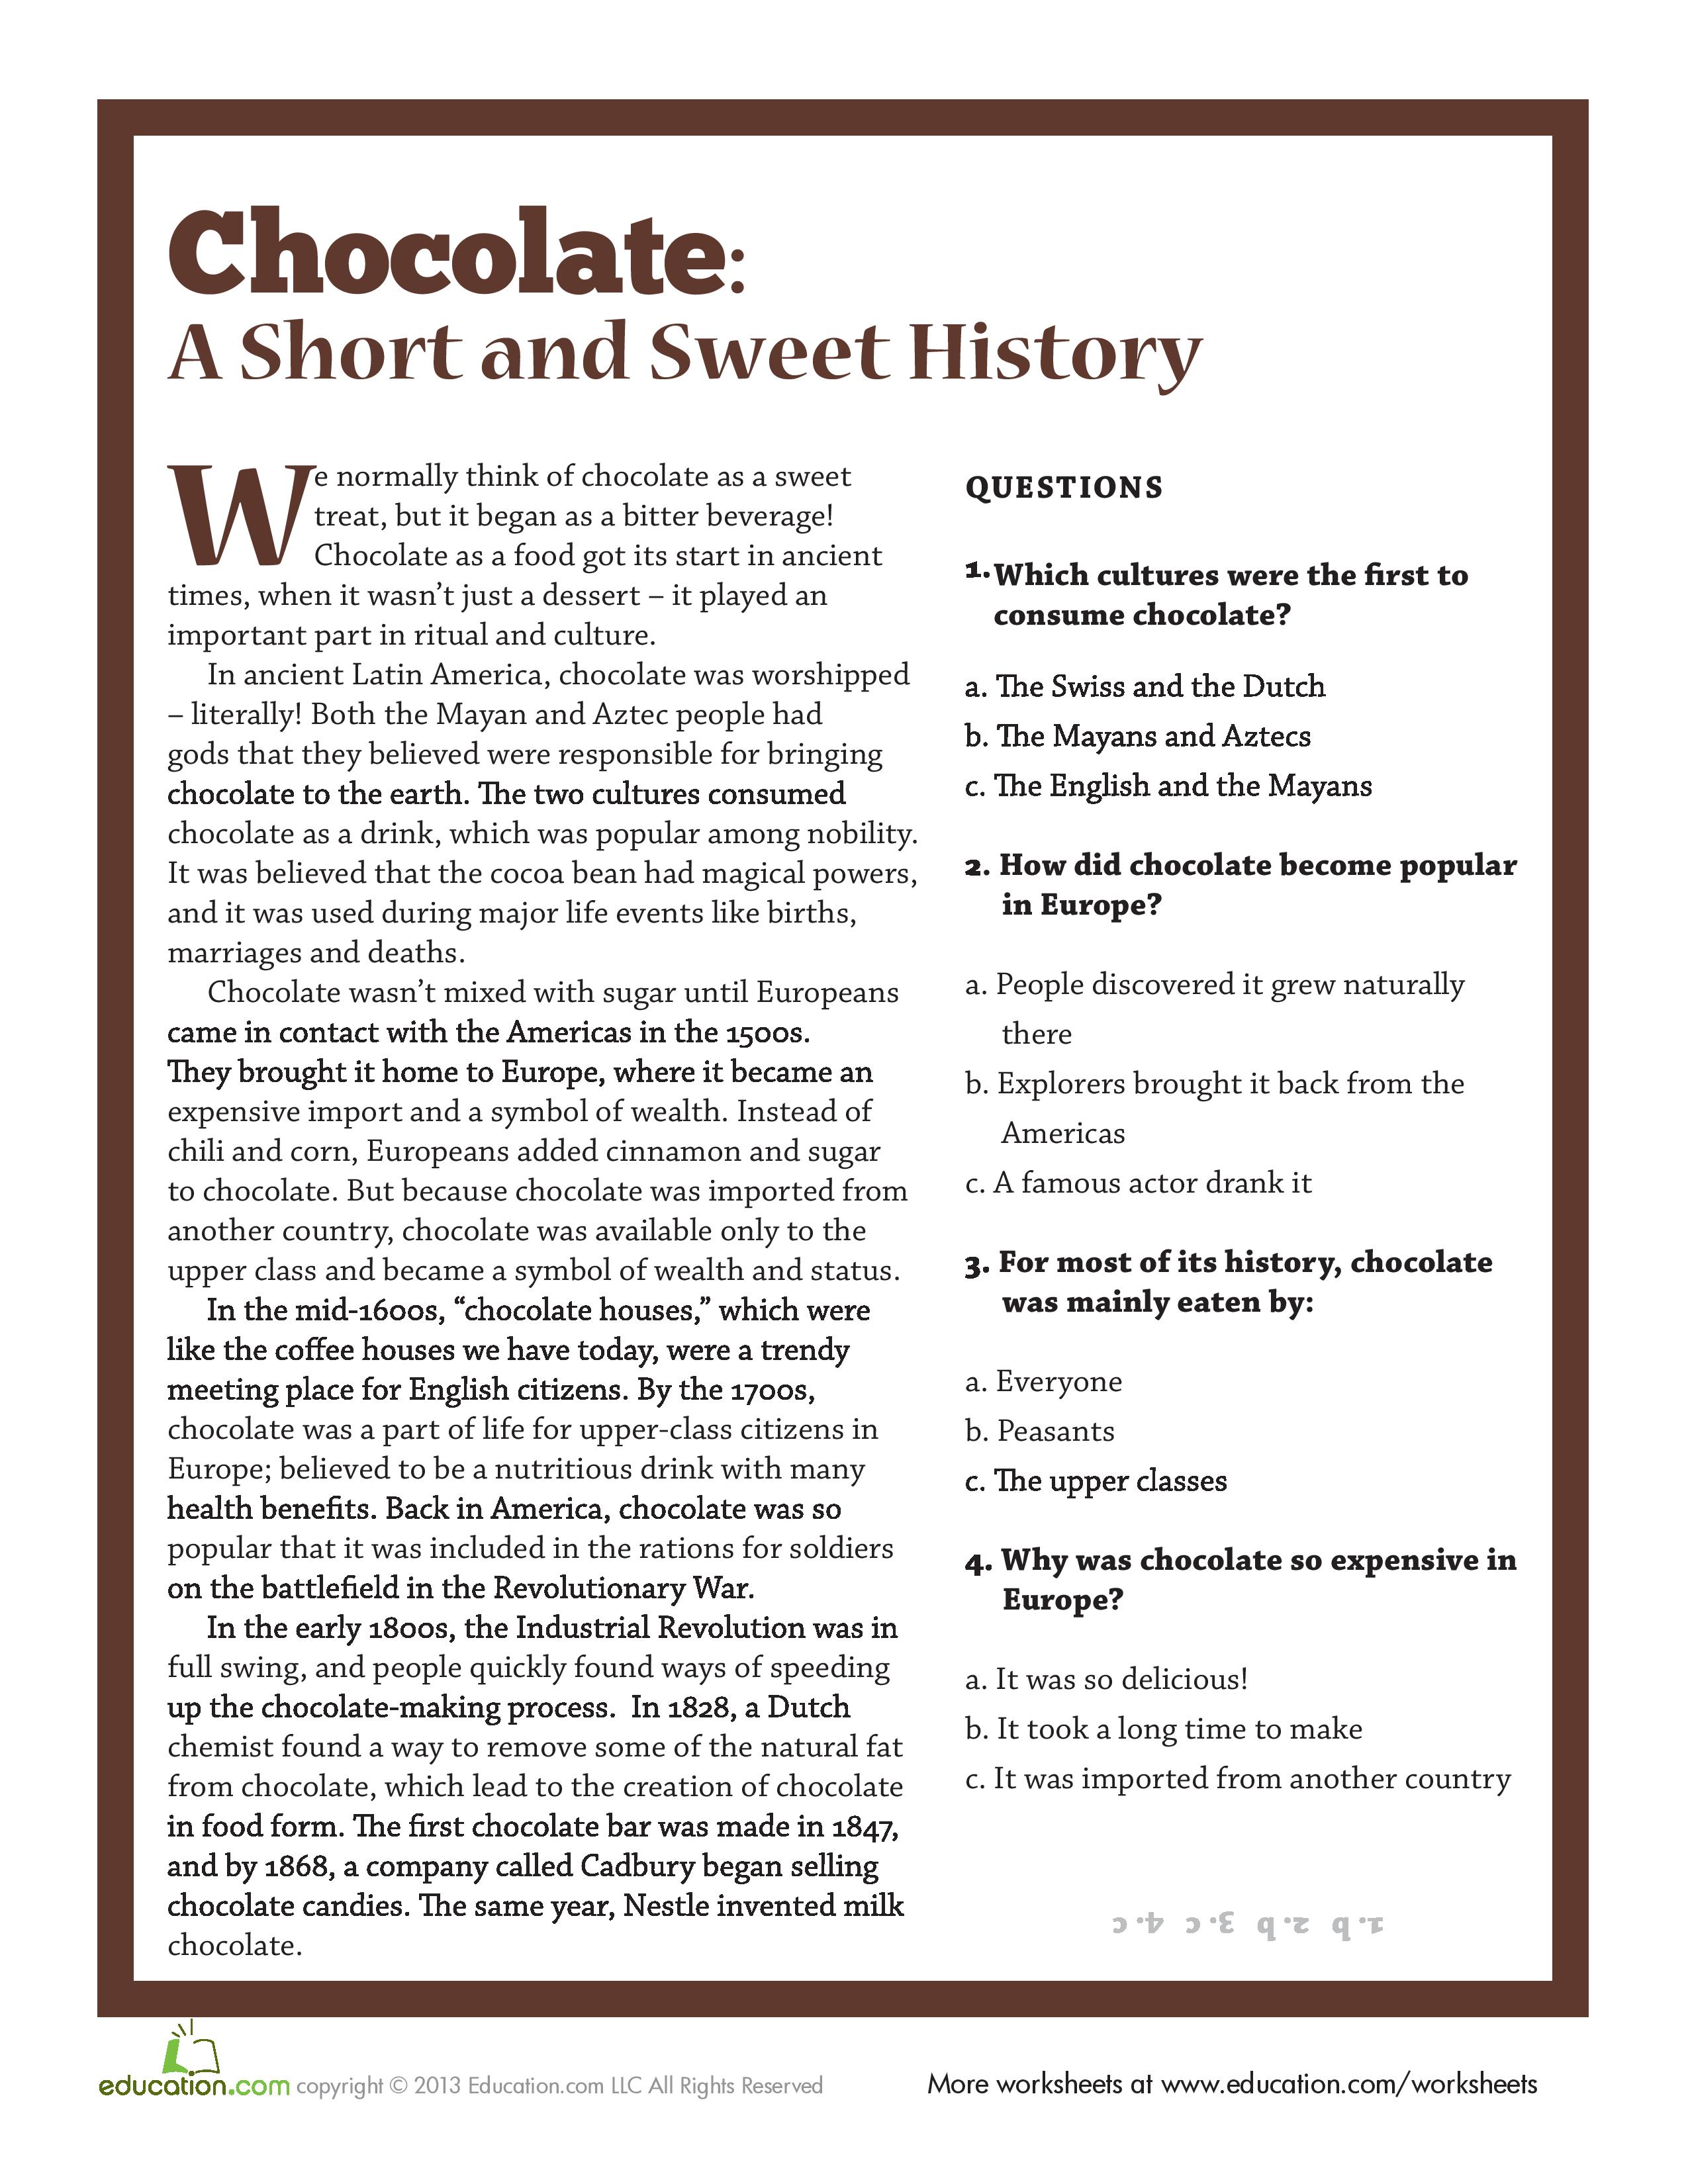 Chocolate:
A Short and Sweet History
We normally think of chocolate as a sweet
treat, but it began as a bitter beverage!
Chocolate as a food got its start in ancient
times, when it wasn’t just a dessert – it played an
important part in ritual and culture.
In ancient Latin America, chocolate was worshipped
– literally! Both the Mayan and Aztec people had
gods that they believed were responsible for bringing
chocolate to the earth. The two cultures consumed
chocolate as a drink, which was popular among nobility.
It was believed that the cocoa bean had magical powers,
and it was used during major life events like births,
marriages and deaths.
Chocolate wasn’t mixed with sugar until Europeans
came in contact with the Americas in the 1500s.
They brought it home to Europe, where it became an
expensive import and a symbol of wealth. Instead of
chili and corn, Europeans added cinnamon and sugar
to chocolate. But because chocolate was imported from
another country, chocolate was available only to the
upper class and became a symbol of wealth and status.
In the mid-1600s, “chocolate houses,” which were
like the coffee houses we have today, were a trendy
meeting place for English citizens. By the 1700s,
chocolate was a part of life for upper-class citizens in
Europe; believed to be a nutritious drink with many
health benefits. Back in America, chocolate was so
popular that it was included in the rations for soldiers
on the battlefield in the Revolutionary War.
In the early 1800s, the Industrial Revolution was in
full swing, and people quickly found ways of speeding
up the chocolate-making process.  In 1828, a Dutch
chemist found a way to remove some of the natural fat
from chocolate, which lead to the creation of chocolate
in food form. The first chocolate bar was made in 1847,
and by 1868, a company called Cadbury began selling
chocolate candies. The same year, Nestle invented milk
chocolate.
QUESTIONS
1. Which cultures were the first to
consume chocolate?
a. The Swiss and the Dutch
b. The Mayans and Aztecs
c. The English and the Mayans
2. How did chocolate become popular
in Europe?
a. People discovered it grew naturally
there
b. Explorers brought it back from the
Americas
c. A famous actor drank it
3. For most of its history, chocolate
was mainly eaten by:
a. Everyone
b. Peasants
c. The upper classes
4. Why was chocolate so expensive in
Europe?
a. It was so delicious!
b. It took a long time to make
c. It was imported from another country
1. b 2. b 3. c 4. c
education.com copyright © 2013 Education.com LLC All Rights Reserved
More worksheets at www.education.com/worksheets